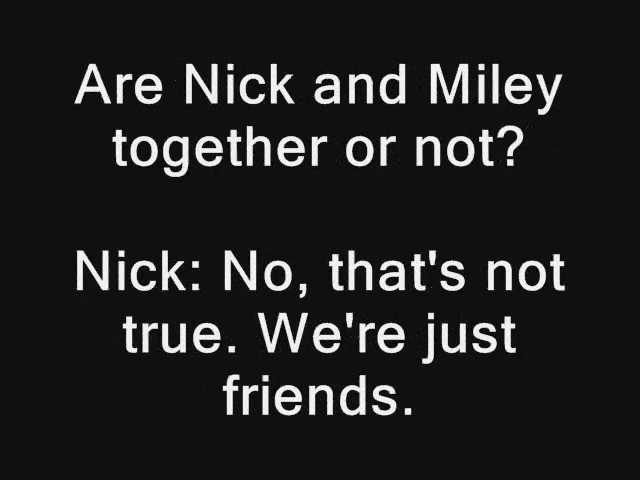 Are Nick and Miley
together or not?
Nick: No, that's not
true. We're just
friends.